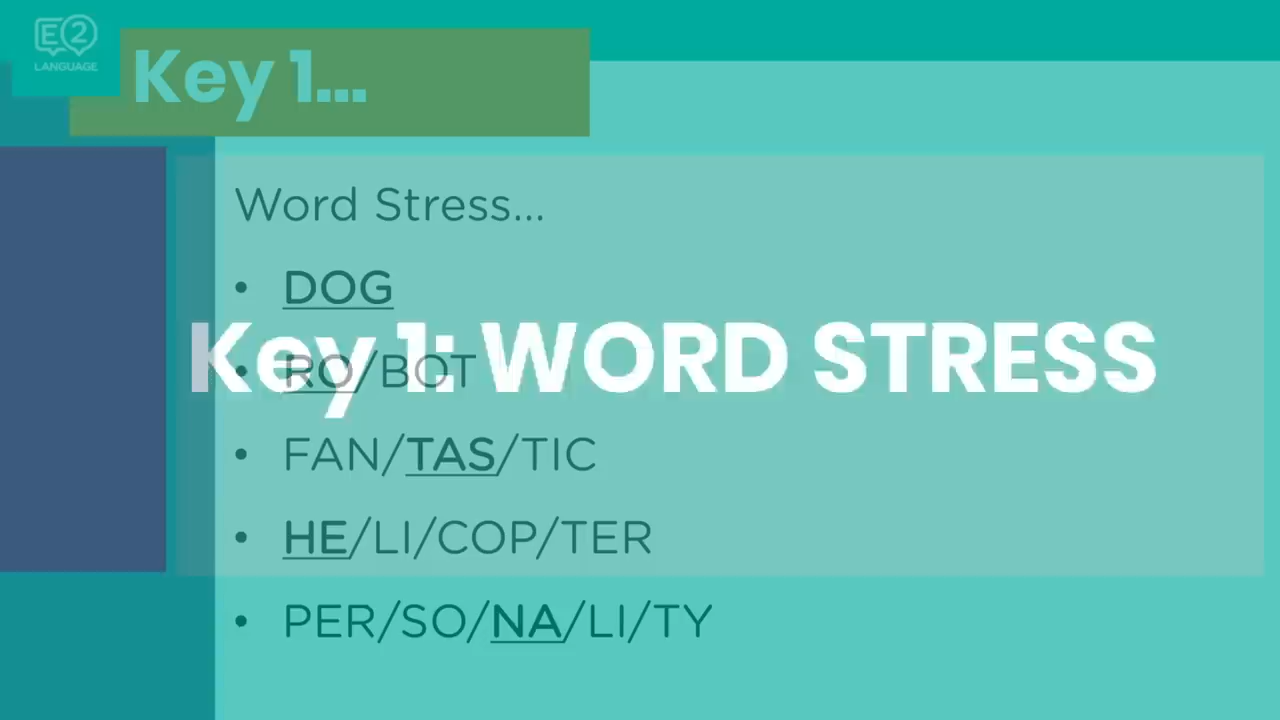 E2
LANGUAGE
Key 1...
Word Stress...
• DOG
Key 1: WORD STRESS
• RO/BOT
• FAN/TAS/TIC
• HE/LI/COP/TER
• PER/SO/NA/LI/TY